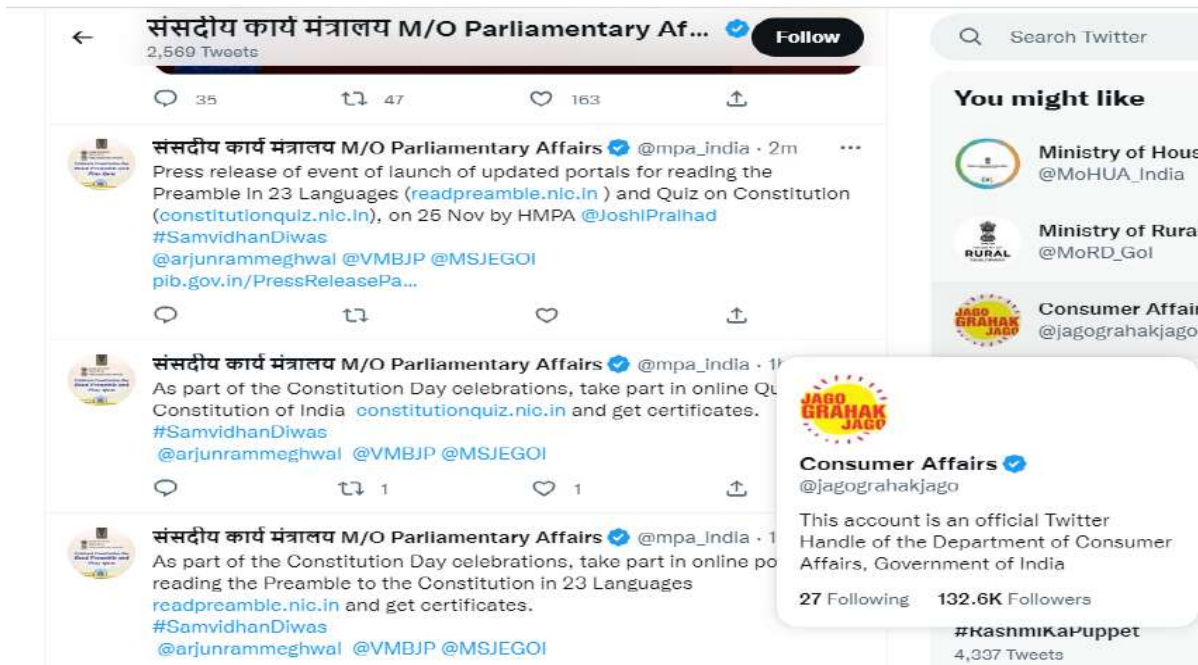 संसदीय कार्य मंत्रालय M/O Parliamentary Af...
Follow
2,569 Tweets
35 47 163
संसदीय कार्य मंत्रालय M/O Parliamentary Affairs @mpa_india · 2m
Press release of event of launch of updated portals for reading the
Preamble in 23 Languages (readpreamble.nic.in ) and Quiz on Constitution
(constitutionquiz.nic.in), on 25 Nov by HMPA @JoshiPralhad
#SamvidhanDiwas
@arjunrammeghwal @VMBJP @MSJEGOI
pib.gov.in/PressReleasePa...
संसदीय कार्य मंत्रालय M/O Parliamentary Affairs @mpa_india · 1h
As part of the Constitution Day celebrations, take part in online Qu
Constitution of India constitutionquiz.nic.in and get certificates.
#SamvidhanDiwas
@arjunrammeghwal @VMBJP @MSJEGOI
1 1
संसदीय कार्य मंत्रालय M/O Parliamentary Affairs @mpa_india · 1
As part of the Constitution Day celebrations, take part in online po
reading the Preamble to the Constitution in 23 Languages
readpreamble.nic.in and get certificates.
#SamvidhanDiwas
@arjunrammeghwal @VMBJP @MSJEGOI
Search Twitter
You might like
Ministry of Hous
@MoHUA_India
RURAL
Ministry of Rura
@MoRD_GoI
JAGO
GRAHAK
JAGO
Consumer Affair
@jagograhakjago
JAGO
GRAHAK
JAGO
Consumer Affairs
@jagograhakjago
This account is an official Twitter
Handle of the Department of Consumer
Affairs, Government of India
27 Following 132.6K Followers
#RashmiKaPuppet
4,337 Tweets